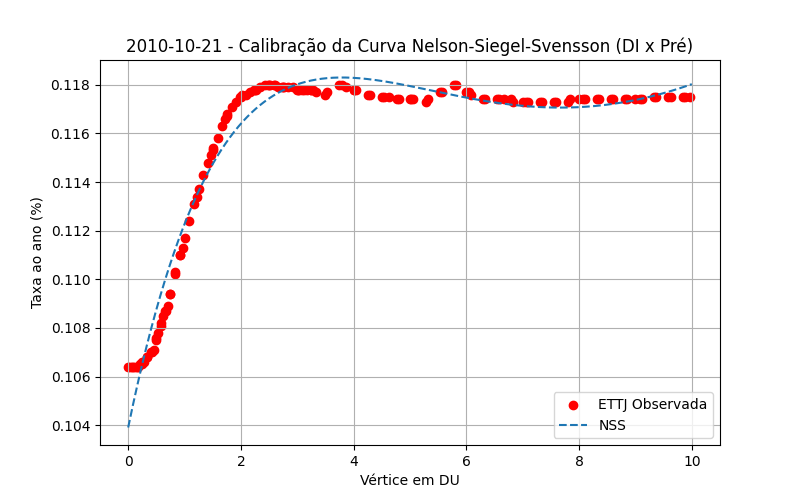 2010-10-21 - Calibração da Curva Nelson-Siegel-Svensson (DI x Pré)
Taxa ao ano (%)
0.118
0.116
0.114
0.112
0.110
0.108
0.106
0.104
ETTJ Observada
NSS
0 2 4 6 8 10
Vértice em DU